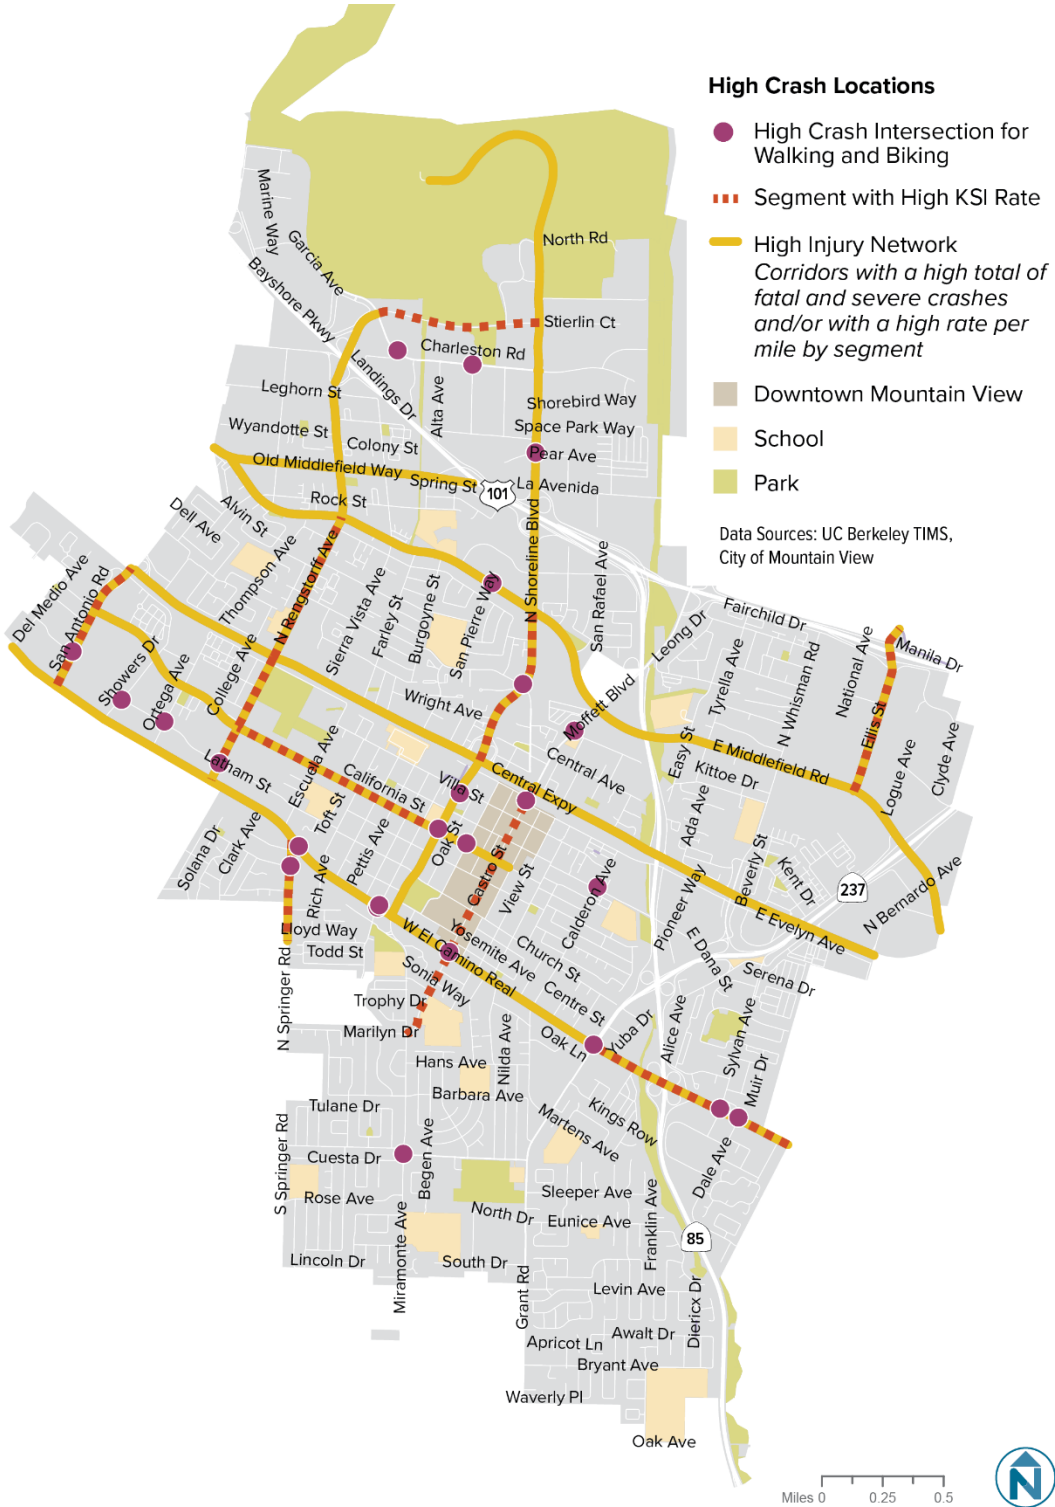 High Crash Locations
High Crash Intersection for
Walking and Biking
Segment with High KSI Rate
High Injury Network
Corridors with a high total of
fatal and severe crashes
and/or with a high rate per
mile by segment
Downtown Mountain View
School
Park
Data Sources: UC Berkeley TIMS,
City of Mountain View
Marine Way
Garcia Ave
Bayshore Pkwy
North Rd
Stierlin Ct
Charleston Rd
Landings Dr
Leghorn St
Alta Ave
Shorebird Way
Wyandotte St
Colony St
Space Park Way
Pear Ave
Old Middlefield Way
Spring St
101
La Avenida
Rock St
Alvin St
Dell Ave
N Shoreline Blvd
Thompson Ave
N Rengstorff Ave
San Rafael Ave
Del Medio Ave
San Antonio Rd
Sierra Vista Ave
Farley St
Burgoyne St
San Pierre Way
Leong Dr
Fairchild Dr
Manila Dr
Showers Dr
Ortega Ave
College Ave
Wright Ave
Moffett Blvd
Tyrella Ave
N Whisman Rd
National Ave
Ellis St
Easy St
E Middlefield Rd
Kittoe Dr
Logue Ave
Clyde Ave
Latham St
Escuela Ave
California St
Villa St
Central Expy
Central Ave
Toft St
Solana Dr
Clark Ave
Rich Ave
Pettis Ave
Oak St
Castro St
View St
Calderon Ave
Ada Ave
Pioneer Way
Beverly St
Kent Dr
237
N Bernardo Ave
E Evelyn Ave
Lloyd Way
Todd St
W El Camino Real
Yosemite Ave
Church St
Centre St
E Dana St
Serena Dr
Sonia Way
Trophy Dr
Marilyn Dr
N Springer Rd
Hans Ave
Nilda Ave
Oak Ln
Yuba Dr
Alice Ave
Sylvan Ave
Muir Dr
Barbara Ave
Tulane Dr
Martens Ave
Kings Row
Dale Ave
S Springer Rd
Cuesta Dr
Begen Ave
Rose Ave
Sleeper Ave
North Dr
Eunice Ave
Franklin Ave
85
Miramonte Ave
Lincoln Dr
South Dr
Grant Rd
Levin Ave
Diericx Dr
Awalt Dr
Apricot Ln
Bryant Ave
Waverly Pl
Oak Ave
N
Miles 0 0.25 0.5